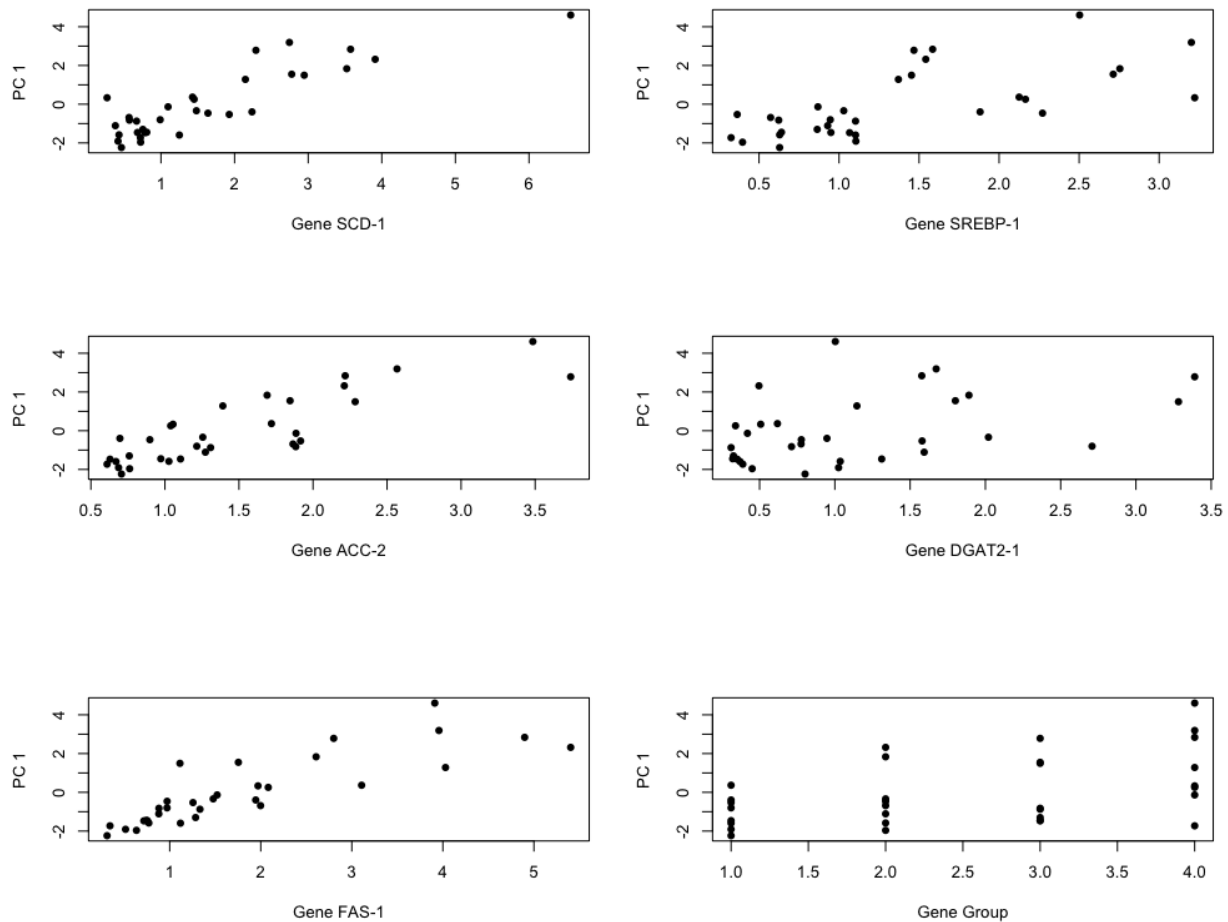 PC 1
-2 0 2 4
1 2 3 4 5 6
Gene SCD-1
PC 1
-2 0 2 4
0.5 1.0 1.5 2.0 2.5 3.0
Gene SREBP-1
PC 1
-2 0 2 4
0.5 1.0 1.5 2.0 2.5 3.0 3.5
Gene ACC-2
PC 1
-2 0 2 4
0.5 1.0 1.5 2.0 2.5 3.0 3.5
Gene DGAT2-1
PC 1
-2 0 2 4
1 2 3 4 5
Gene FAS-1
PC 1
-2 0 2 4
1.0 1.5 2.0 2.5 3.0 3.5 4.0
Gene Group